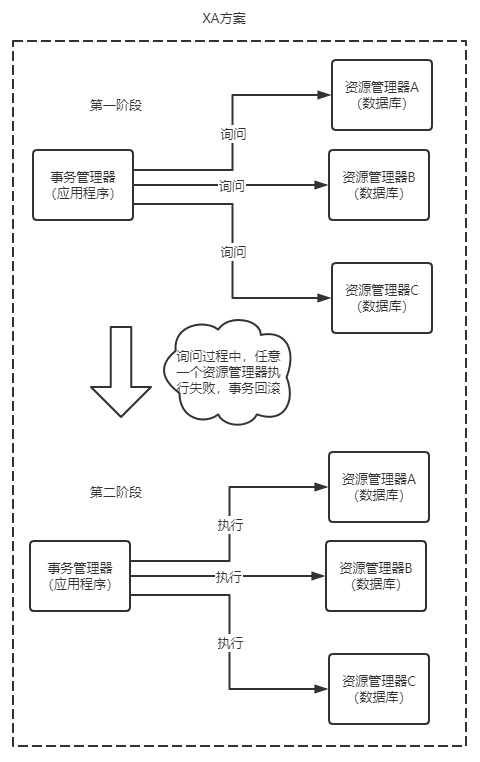 XA方案
第一阶段
资源管理器A
（数据库）
询问
事务管理器
（应用程序）
询问
资源管理器B
（数据库）
询问
资源管理器C
（数据库）
询问过程中，任意
一个资源管理器执
行失败，事务回滚
第二阶段
资源管理器A
（数据库）
执行
事务管理器
（应用程序）
执行
资源管理器B
（数据库）
执行
资源管理器C
（数据库）